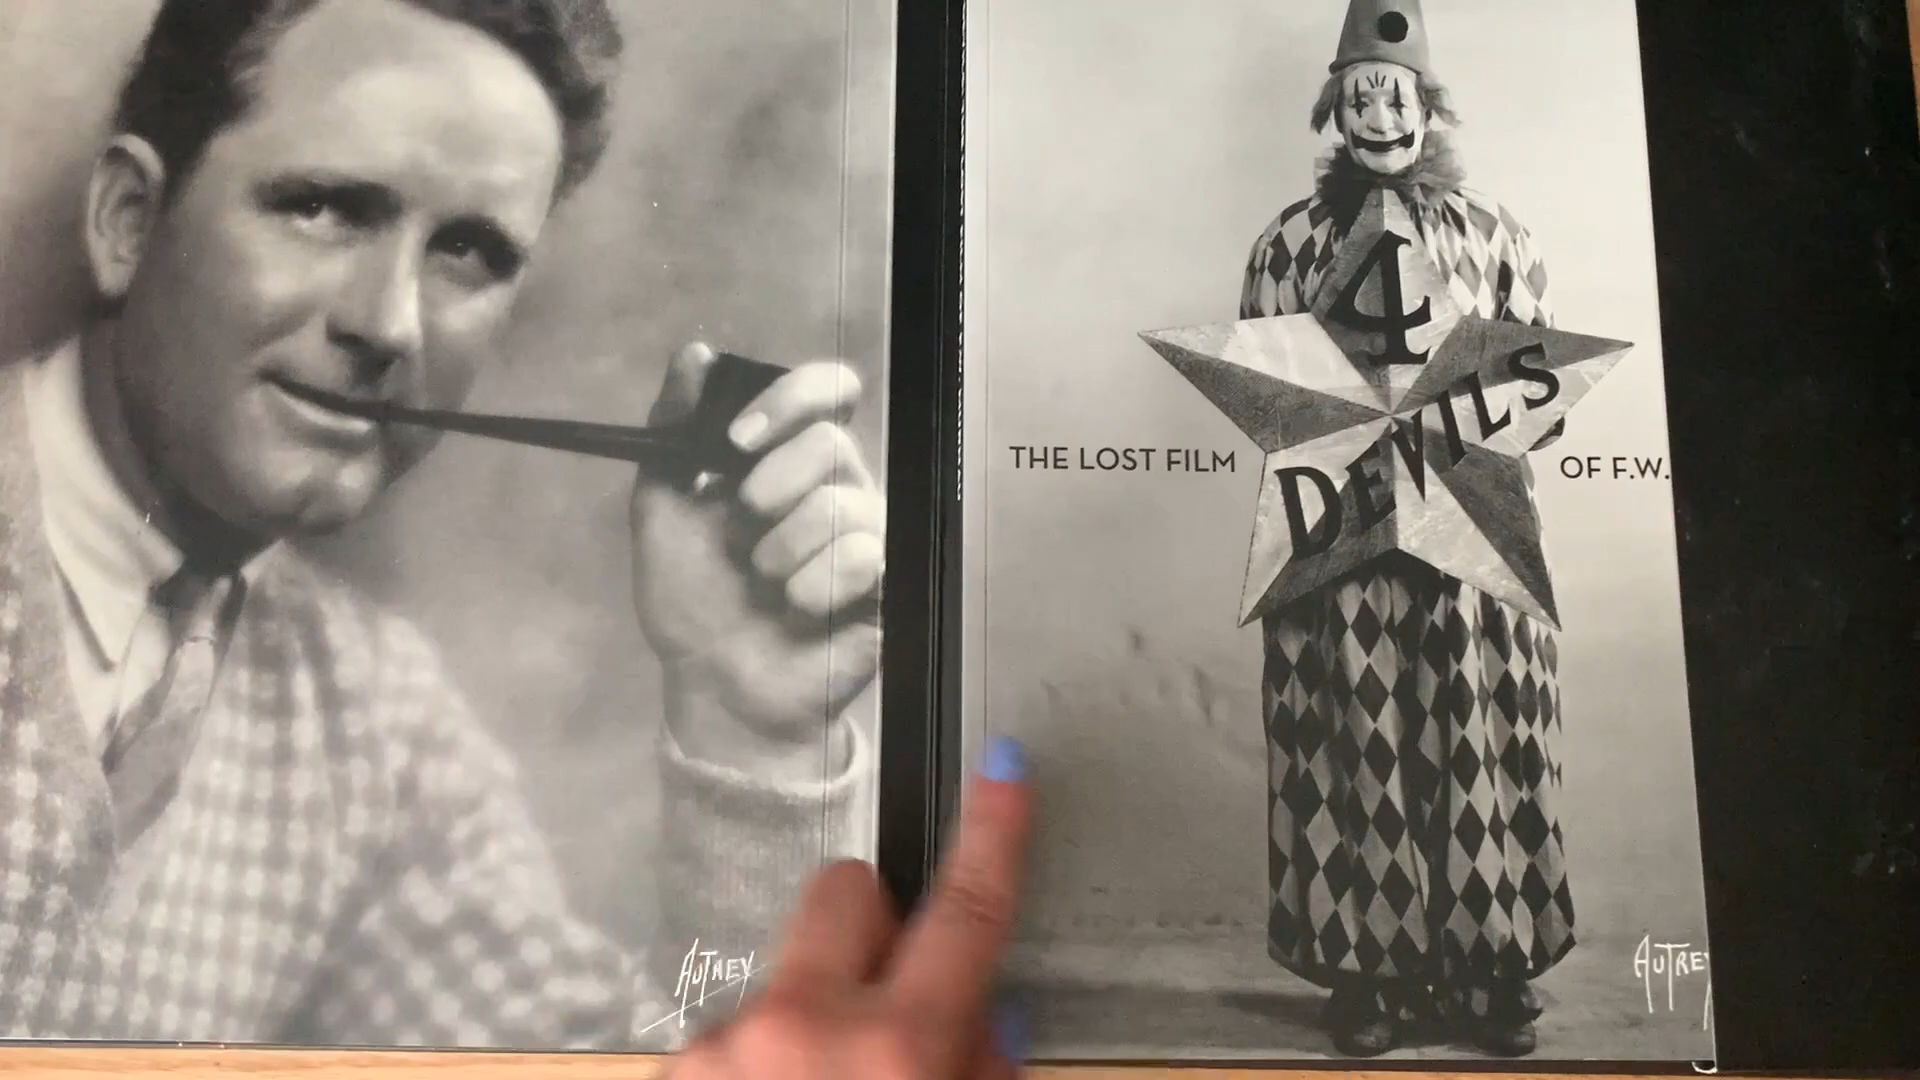 4
DEVILS
THE LOST FILM
OF F.W.
AUTREY
AUTREY